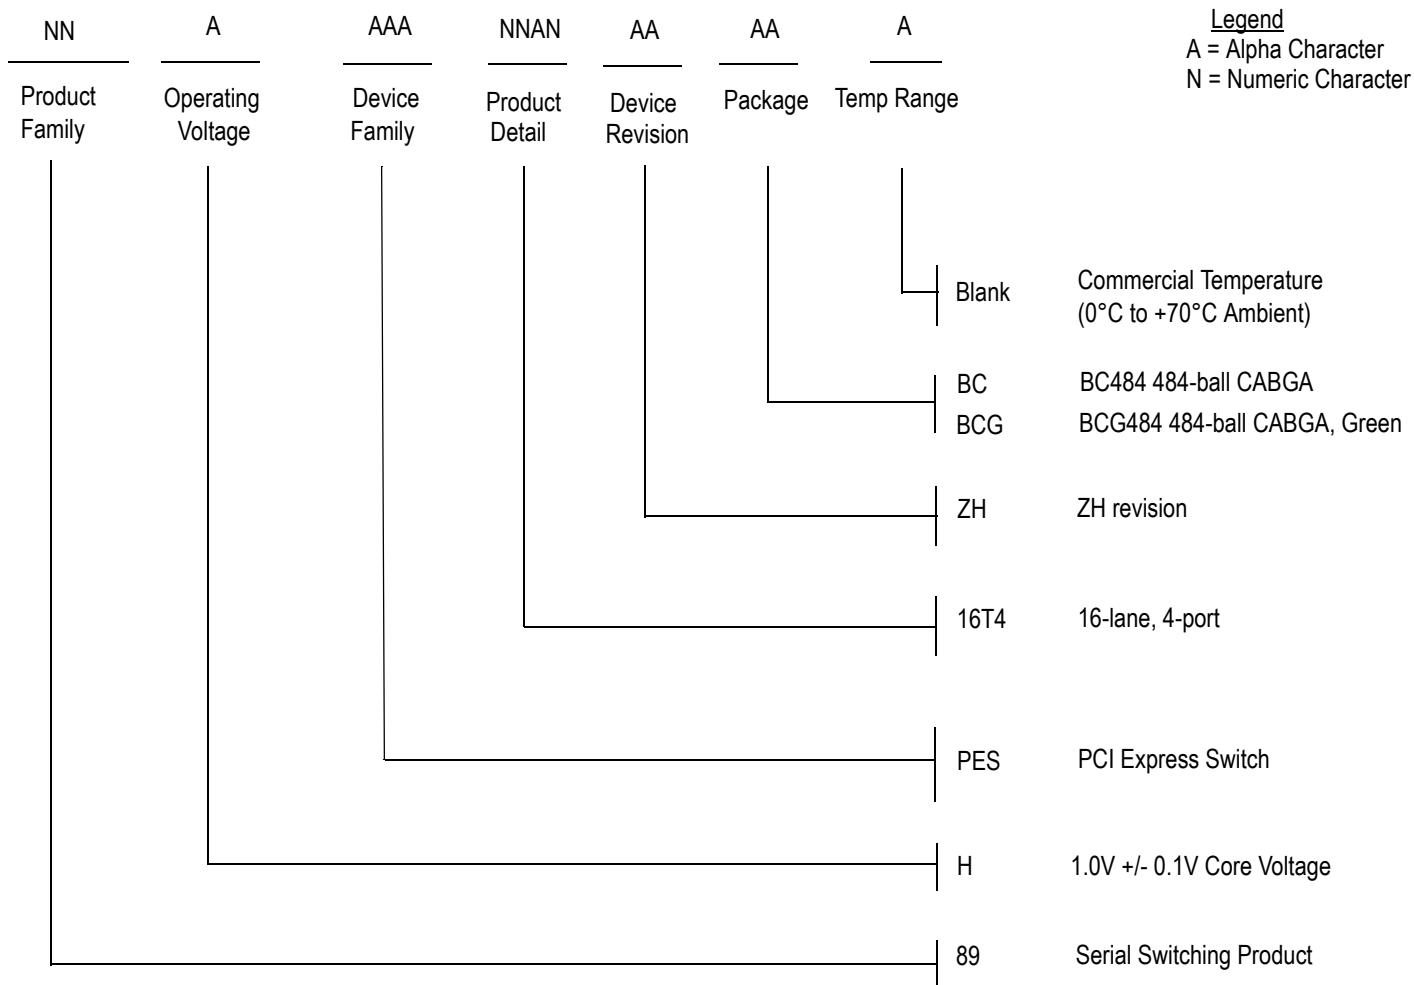 NN A AAA NNAN AA AA A
Legend
A = Alpha Character
N = Numeric Character
Product
Family
Operating
Voltage
Device
Family
Product
Detail
Device
Revision
Package
Temp Range
Blank Commercial Temperature
(0°C to +70°C Ambient)
BC BC484 484-ball CABGA
BCG BCG484 484-ball CABGA, Green
ZH ZH revision
16T4 16-lane, 4-port
PES PCI Express Switch
H 1.0V +/- 0.1V Core Voltage
89 Serial Switching Product